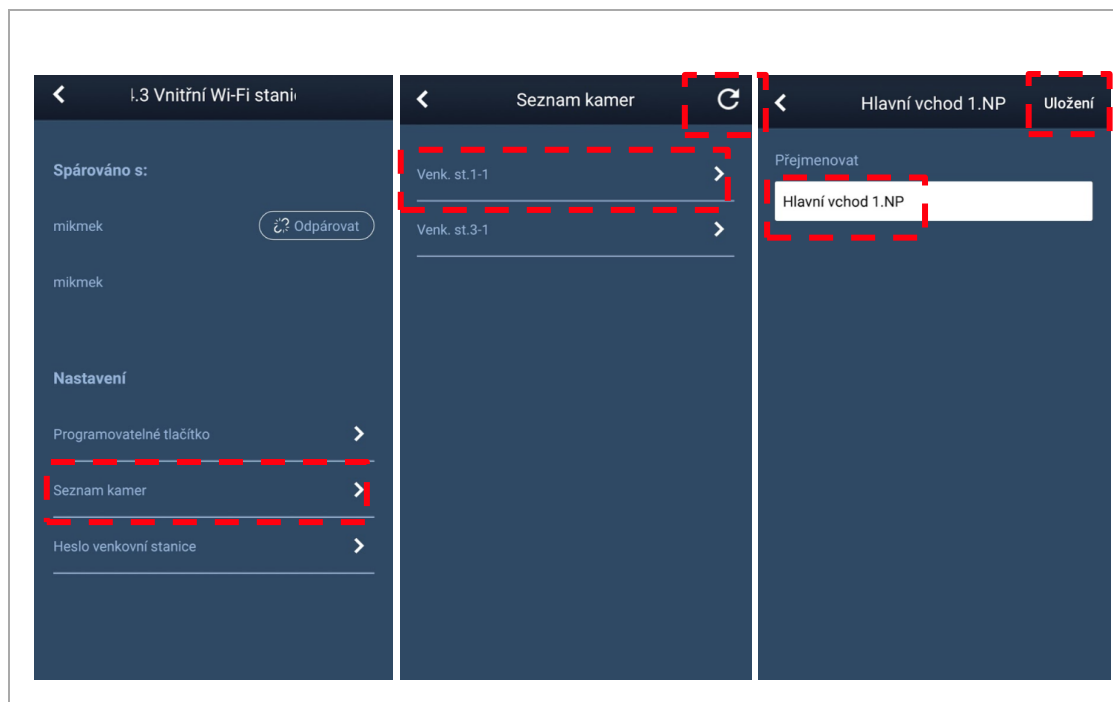 .3 Vnitřní Wi-Fi stani
Spárováno s:
mikmek
Odpárovat
mikmek
Nastavení
Programovatelné tlačítko
Seznam kamer
Heslo venkovní stanice
Seznam kamer
Venk. st.1-1
Venk. st.3-1
Hlavní vchod 1.NP
Uložení
Přejmenovat
Hlavní vchod 1.NP